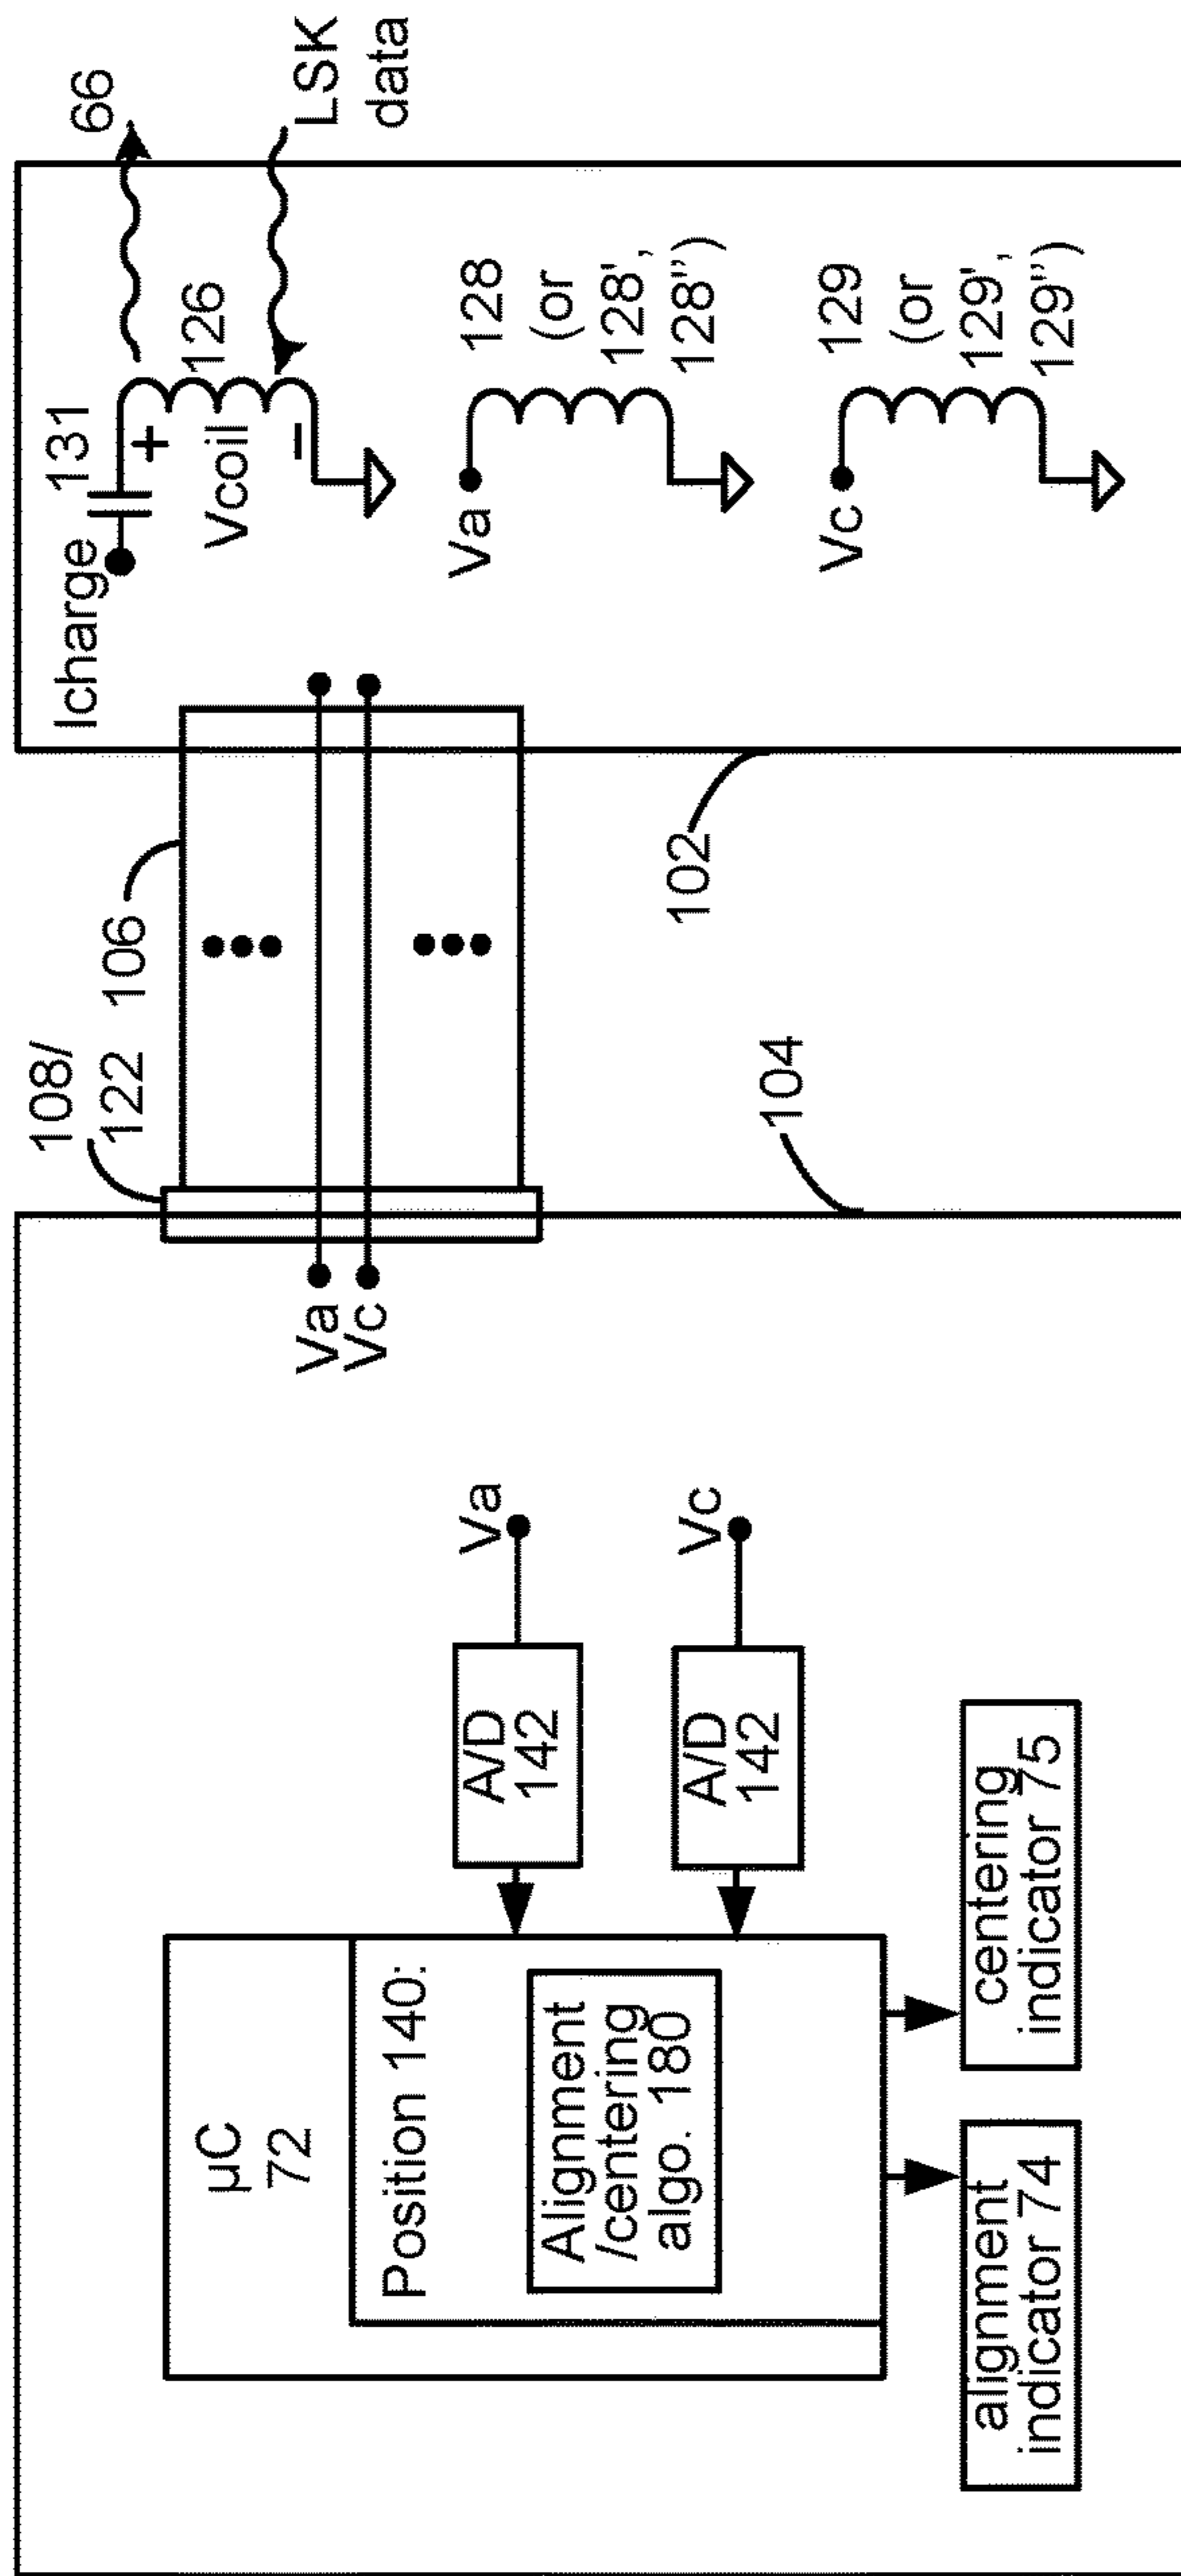 µC
72
Position 140:
Alignment
/centering
algo. 180
A/D
142
Va
A/D
142
Vc
alignment
indicator 74
centering
indicator 75
108/
122
106
Va
Vc
104
102
Icharge
131
+
Vcoil
–
126
66
LSK
data
Va
128
(or
128',
128")
Vc
129
(or
129',
129")